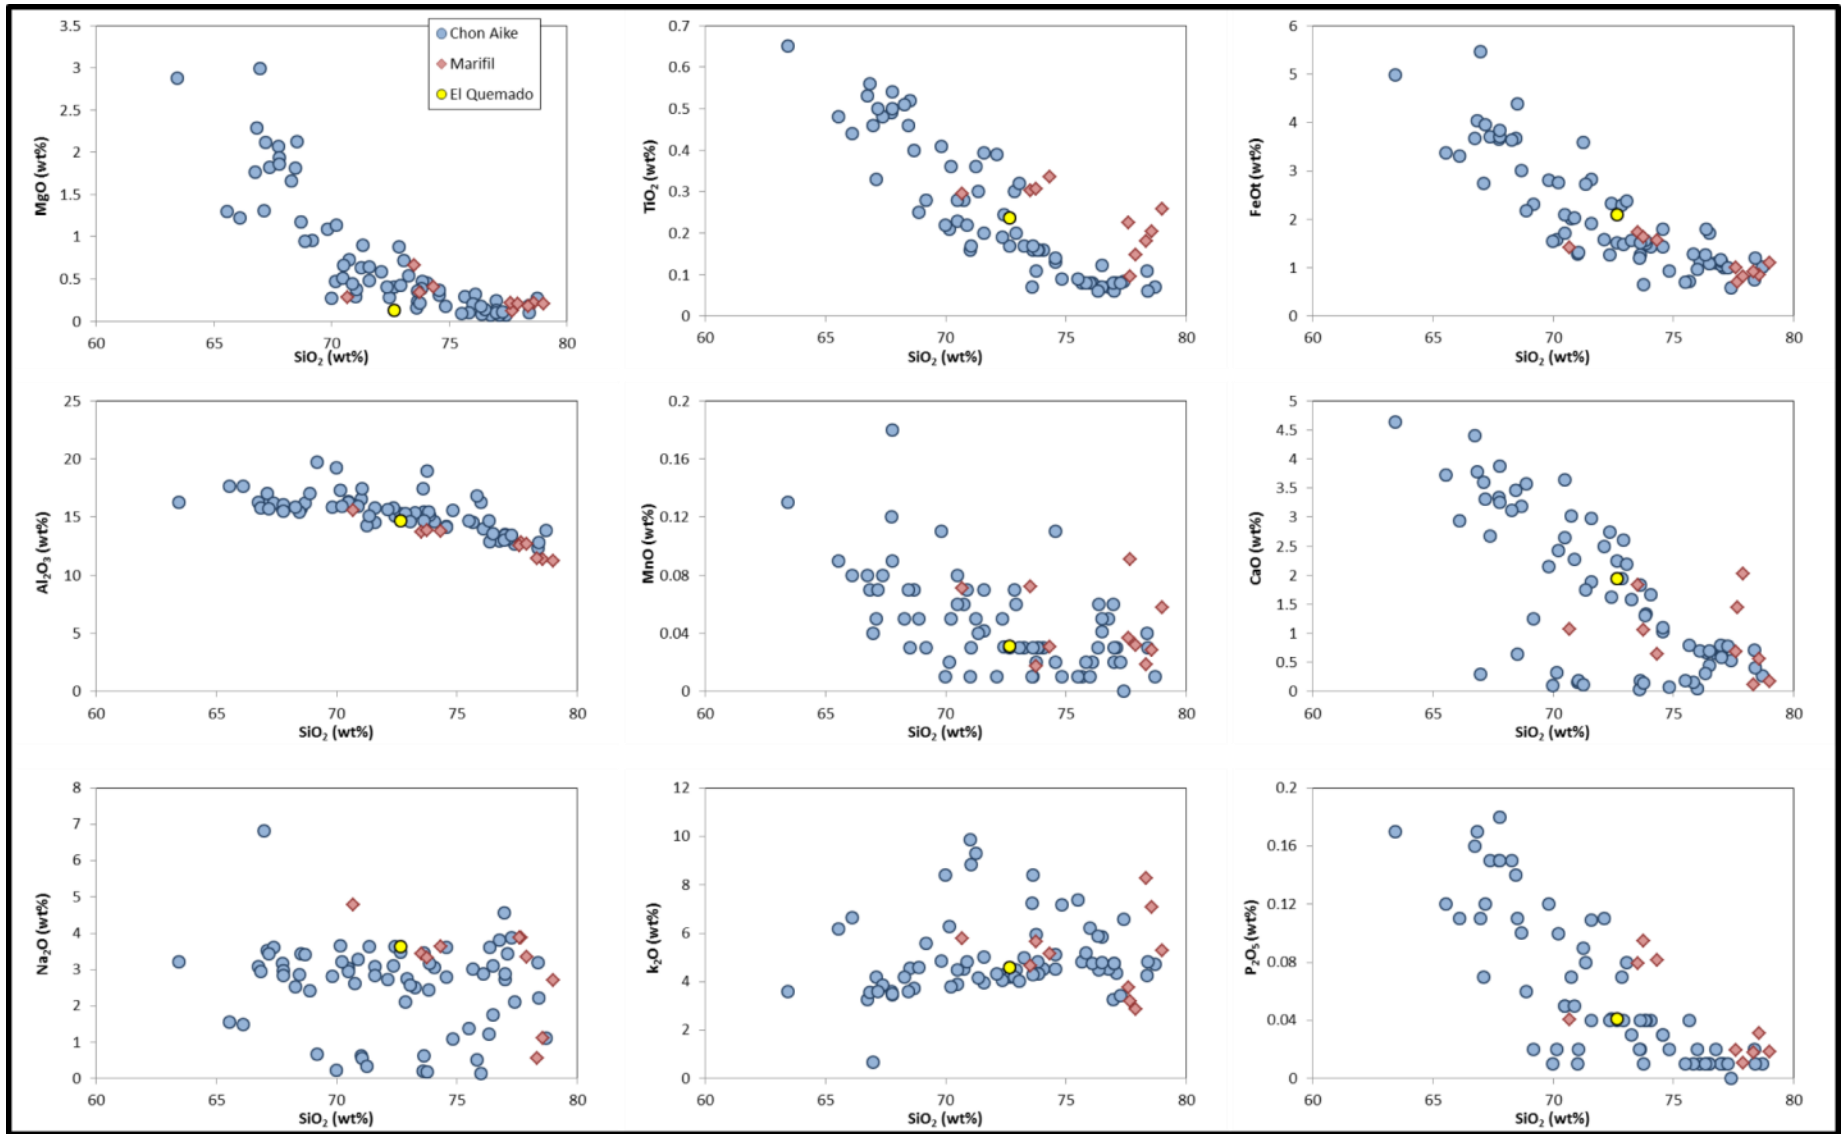 3.5
3
2.5
2
1.5
1
0.5
0
MgO (wt%)
60 65 70 75 80
SiO₂ (wt%)
Chon Aike
Marifil
El Quemado
0.7
0.6
0.5
0.4
0.3
0.2
0.1
0
TiO₂ (wt%)
60 65 70 75 80
SiO₂ (wt%)
6
5
4
3
2
1
0
FeOt (wt%)
60 65 70 75 80
SiO₂ (wt%)
25
20
15
10
5
0
Al₂O₃ (wt%)
60 65 70 75 80
SiO₂ (wt%)
0.2
0.16
0.12
0.08
0.04
0
MnO (wt%)
60 65 70 75 80
SiO₂ (wt%)
5
4.5
4
3.5
3
2.5
2
1.5
1
0.5
0
CaO (wt%)
60 65 70 75 80
SiO₂ (wt%)
8
7
6
5
4
3
2
1
0
Na₂O (wt%)
60 65 70 75 80
SiO₂ (wt%)
12
10
8
6
4
2
0
k₂O (wt%)
60 65 70 75 80
SiO₂ (wt%)
0.2
0.16
0.12
0.08
0.04
0
P₂O₅ (wt%)
60 65 70 75 80
SiO₂ (wt%)